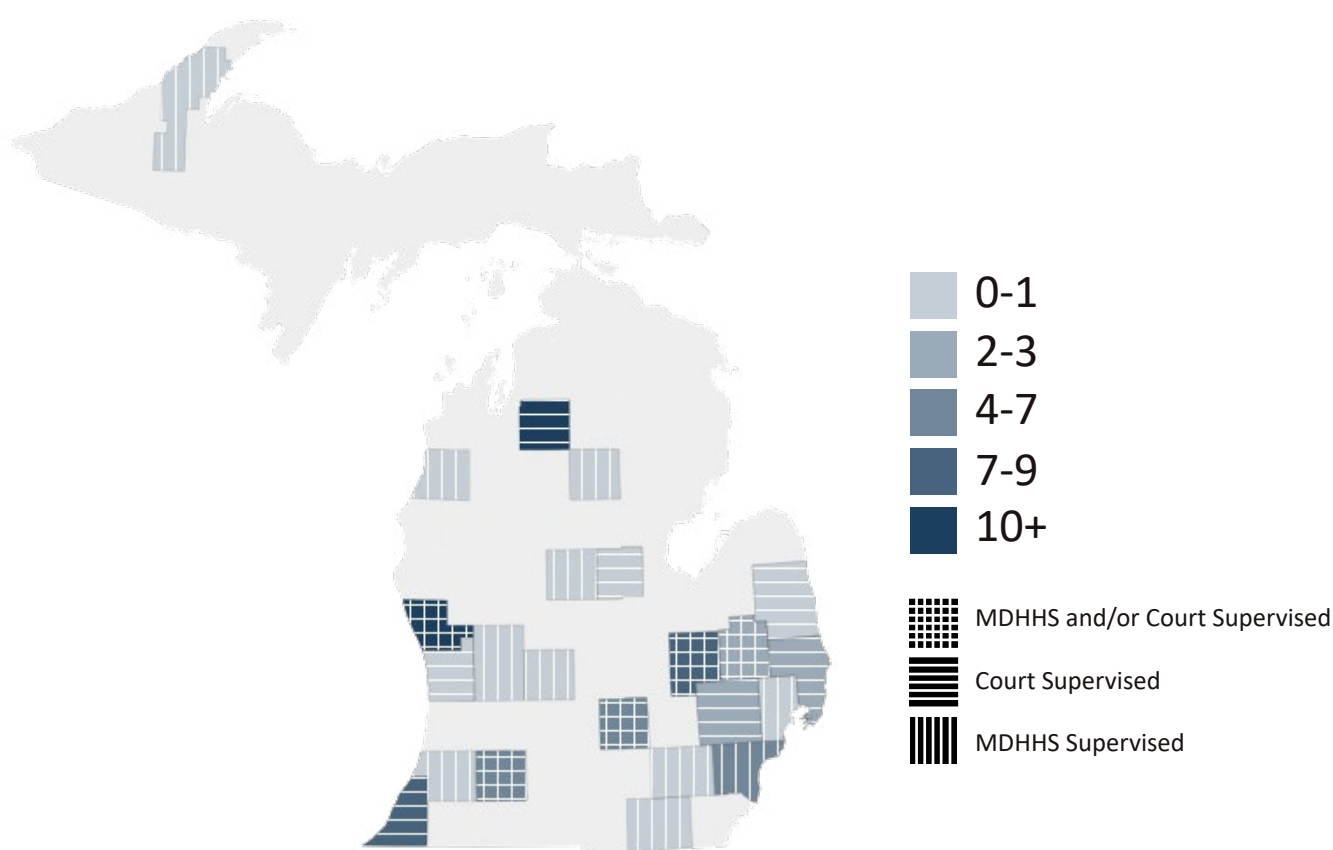 0-1
2-3
4-7
7-9
10+
MDHHS and/or Court Supervised
Court Supervised
MDHHS Supervised